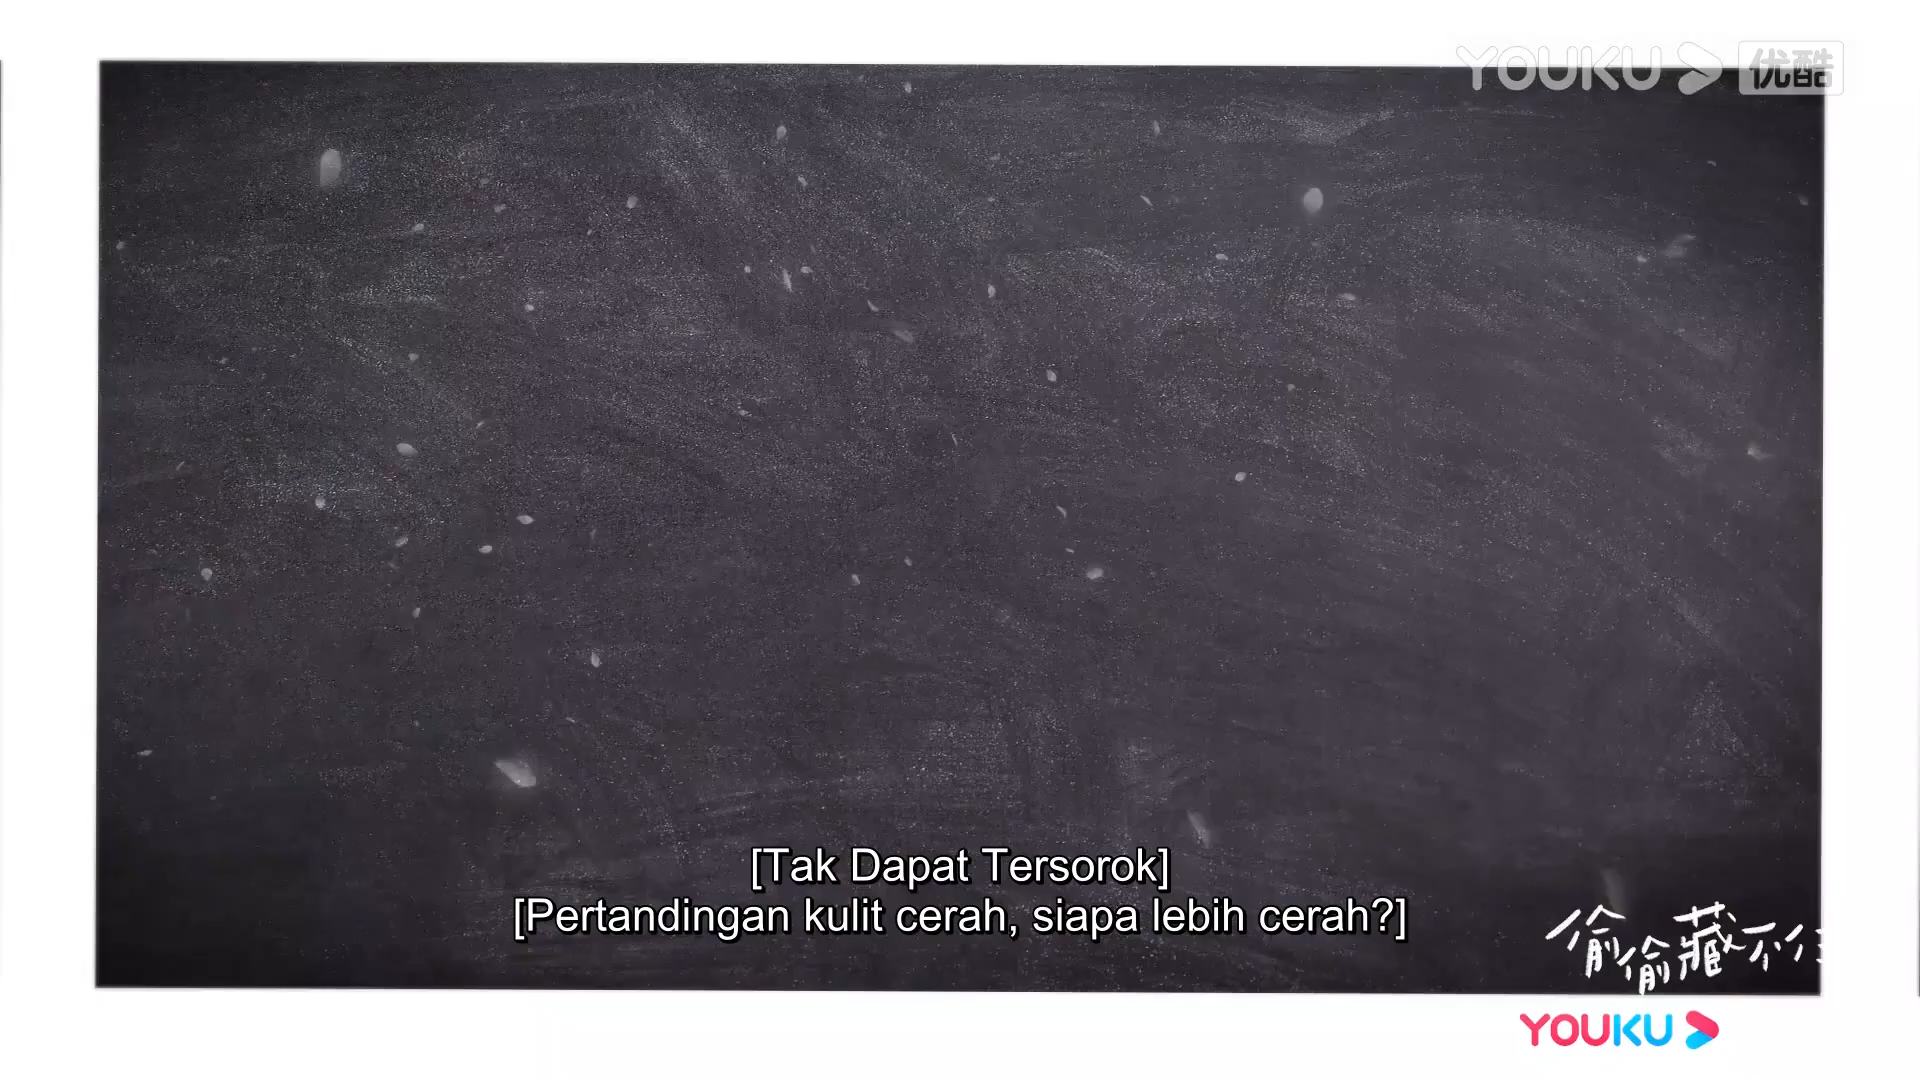 YOUKU 优酷
[Tak Dapat Tersorok]
[Pertandingan kulit cerah, siapa lebih cerah?]
偷偷藏不住
YOUKU